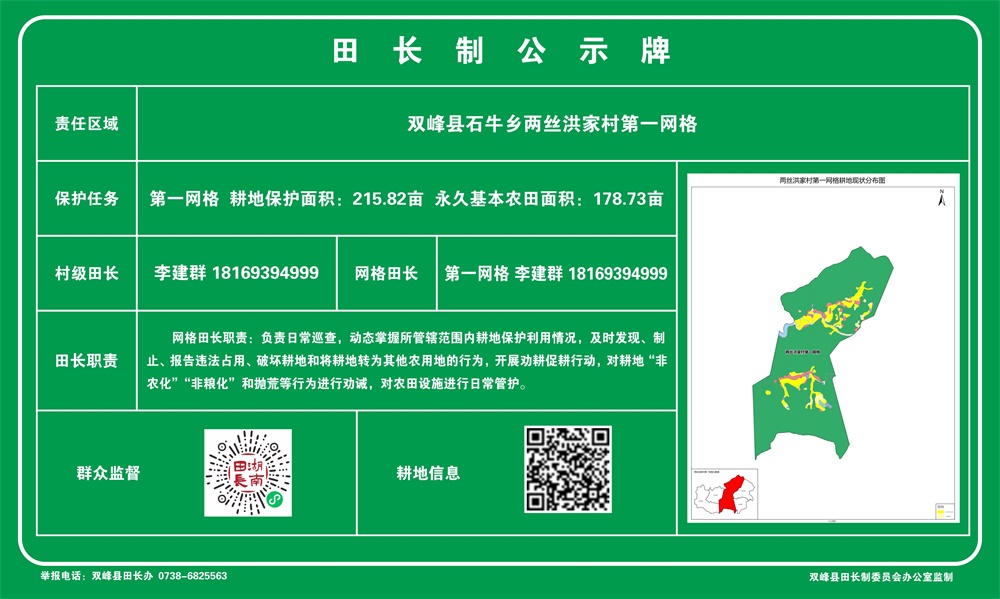 田长制公示牌
责任区域
双峰县石牛乡两丝洪家村第一网格
保护任务
第一网格 耕地保护面积：215.82亩 永久基本农田面积：178.73亩
村级田长
李建群 18169394999
网格田长
第一网格 李建群 18169394999
田长职责
网格田长职责：负责日常巡查，动态掌握所管辖范围内耕地保护利用情况，及时发现、制
止、报告违法占用、破坏耕地和将耕地转为其他农用地的行为，开展劝耕促耕行动，对耕地“非
农化”“非粮化”和抛荒等行为进行劝诫，对农田设施进行日常管护。
群众监督
湖南
田長
耕地信息
两丝洪家村第一网格耕地现状分布图
N
两丝洪家村第一网格
举报电话：双峰县田长办 0738-6825563
双峰县田长制委员会办公室监制